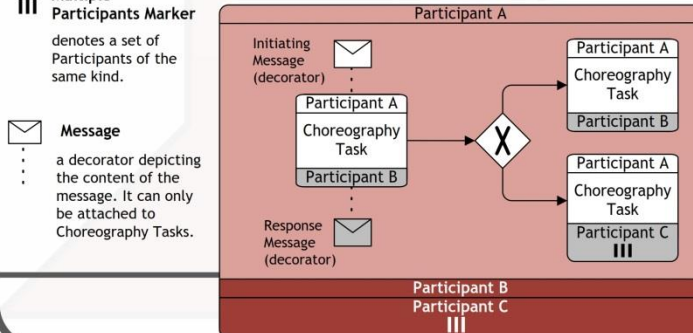 Participants Marker
denotes a set of
Participants of the
same kind.
Message
a decorator depicting
the content of the
message. It can only
be attached to
Choreography Tasks.
Participant A
Initiating
Message
(decorator)
Participant A
Choreography
Task
Participant B
Response
Message
(decorator)
X
Participant A
Choreography
Task
Participant B
Participant A
Choreography
Task
Participant C
Participant B
Participant C